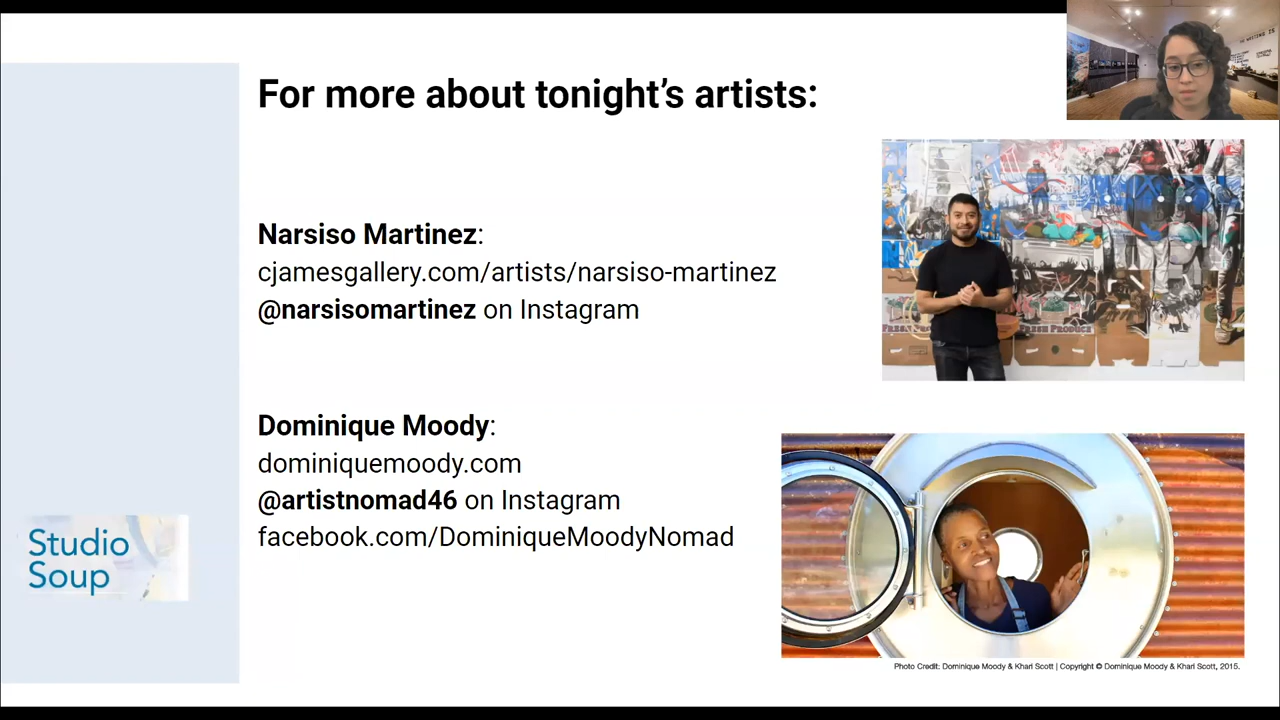 For more about tonight's artists:
Narsiso Martinez:
cjamesgallery.com/artists/narsiso-martinez
@narsisomartinez on Instagram
FRESH PRODUCE
Dominique Moody:
dominiquemoody.com
@artistnomad46 on Instagram
facebook.com/DominiqueMoodyNomad
Studio
Soup
Photo Credit: Dominique Moody & Khari Scott | Copyright © Dominique Moody & Khari Scott, 2015.